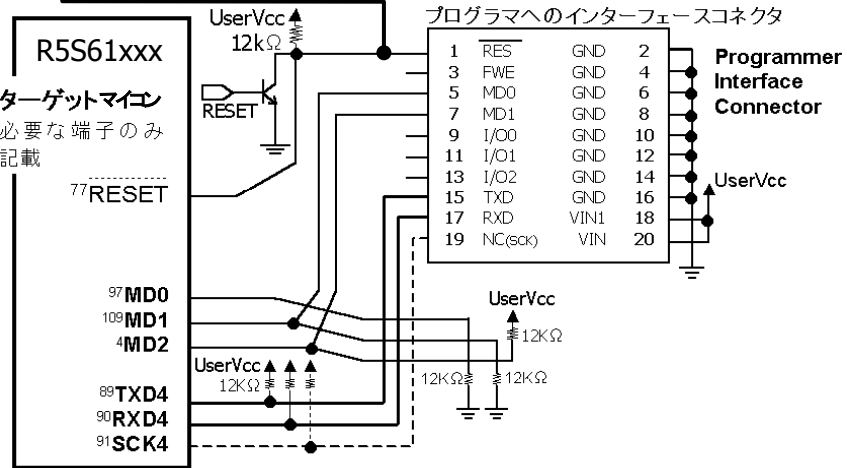 プログラマへのインターフェースコネクタ
UserVcc
12kΩ
R5S61xxx
ターゲットマイコン
必要な端子のみ
記載
RESET
77RESET
1 RES GND 2
3 FWE GND 4
5 MD0 GND 6
7 MD1 GND 8
9 I/O0 GND 10
11 I/O1 GND 12
13 I/O2 GND 14
15 TXD GND 16
17 RXD VIN1 18
19 NC(SCK) VIN 20
Programmer
Interface
Connector
UserVcc
97MD0
109MD1
4MD2
UserVcc
12KΩ
UserVcc
12KΩ
12KΩ
12KΩ
89TXD4
90RXD4
91SCK4